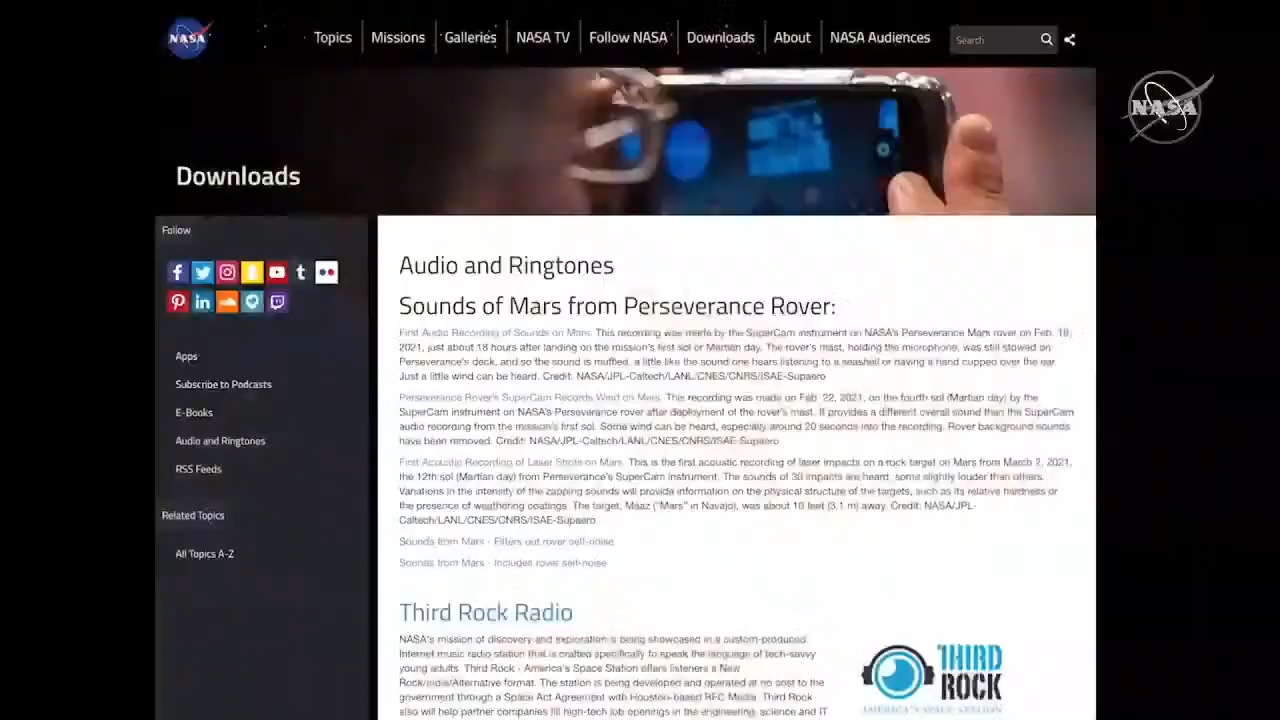 NASA
Topics
Missions
Galleries
NASA TV
Follow NASA
Downloads
About
NASA Audiences
Search
NASA
Downloads
Follow
Apps
Subscribe to Podcasts
E-Books
Audio and Ringtones
RSS Feeds
Related Topics
All Topics A-Z
Audio and Ringtones
Sounds of Mars from Perseverance Rover:
First Audio Recording of Sounds on Mars. This recording was made by the SuperCam instrument on NASA's Perseverance Mars rover on Feb. 19,
2021, just about 18 hours after landing on the mission's first sol or Martian day. The rover's mast, holding the microphone, was still stowed on
Perseverance's deck, and so the sound is muffled, a little like the sound one hears listening to a seashell or having a hand cupped over the ear.
Just a little wind can be heard. Credit: NASA/JPL-Caltech/LANL/CNES/CNRS/ISAE-Supaero
Perseverance Rover's SuperCam Records Wind on Mars. This recording was made on Feb. 22, 2021, on the fourth sol (Martian day) by the
SuperCam instrument on NASA's Perseverance rover after deployment of the rover's mast. It provides a different overall sound than the SuperCam
audio recording from the mission's first sol. Some wind can be heard, especially around 20 seconds into the recording. Rover background sounds
have been removed. Credit: NASA/JPL-Caltech/LANL/CNES/CNRS/ISAE-Supaero
First Acoustic Recording of Laser Shots on Mars. This is the first acoustic recording of laser impacts on a rock target on Mars from March 2, 2021,
the 12th sol (Martian day) from Perseverance's SuperCam instrument. The sounds of 30 impacts are heard, some slightly louder than others.
Variations in the intensity of the zapping sounds will provide information on the physical structure of the targets, such as its relative hardness or
the presence of weathering coatings. The target, Máaz ("Mars" in Navajo), was about 10 feet (3.1 m) away. Credit: NASA/JPL-
Caltech/LANL/CNES/CNRS/ISAE-Supaero
Sounds from Mars - Filters out rover self-noise
Sounds from Mars - Includes rover self-noise
Third Rock Radio
NASA's mission of discovery and exploration is being showcased in a custom-produced
Internet music radio station that is crafted specifically to speak the language of tech-savvy
young adults. Third Rock - America's Space Station offers listeners a New
Rock/Indie/Alternative format. The station is being developed and operated at no cost to the
government through a Space Act Agreement with Houston-based RFC Media. Third Rock
also will help partner companies fill high-tech job openings in the engineering, science and IT
THIRD
ROCK
AMERICA'S SPACE STATION